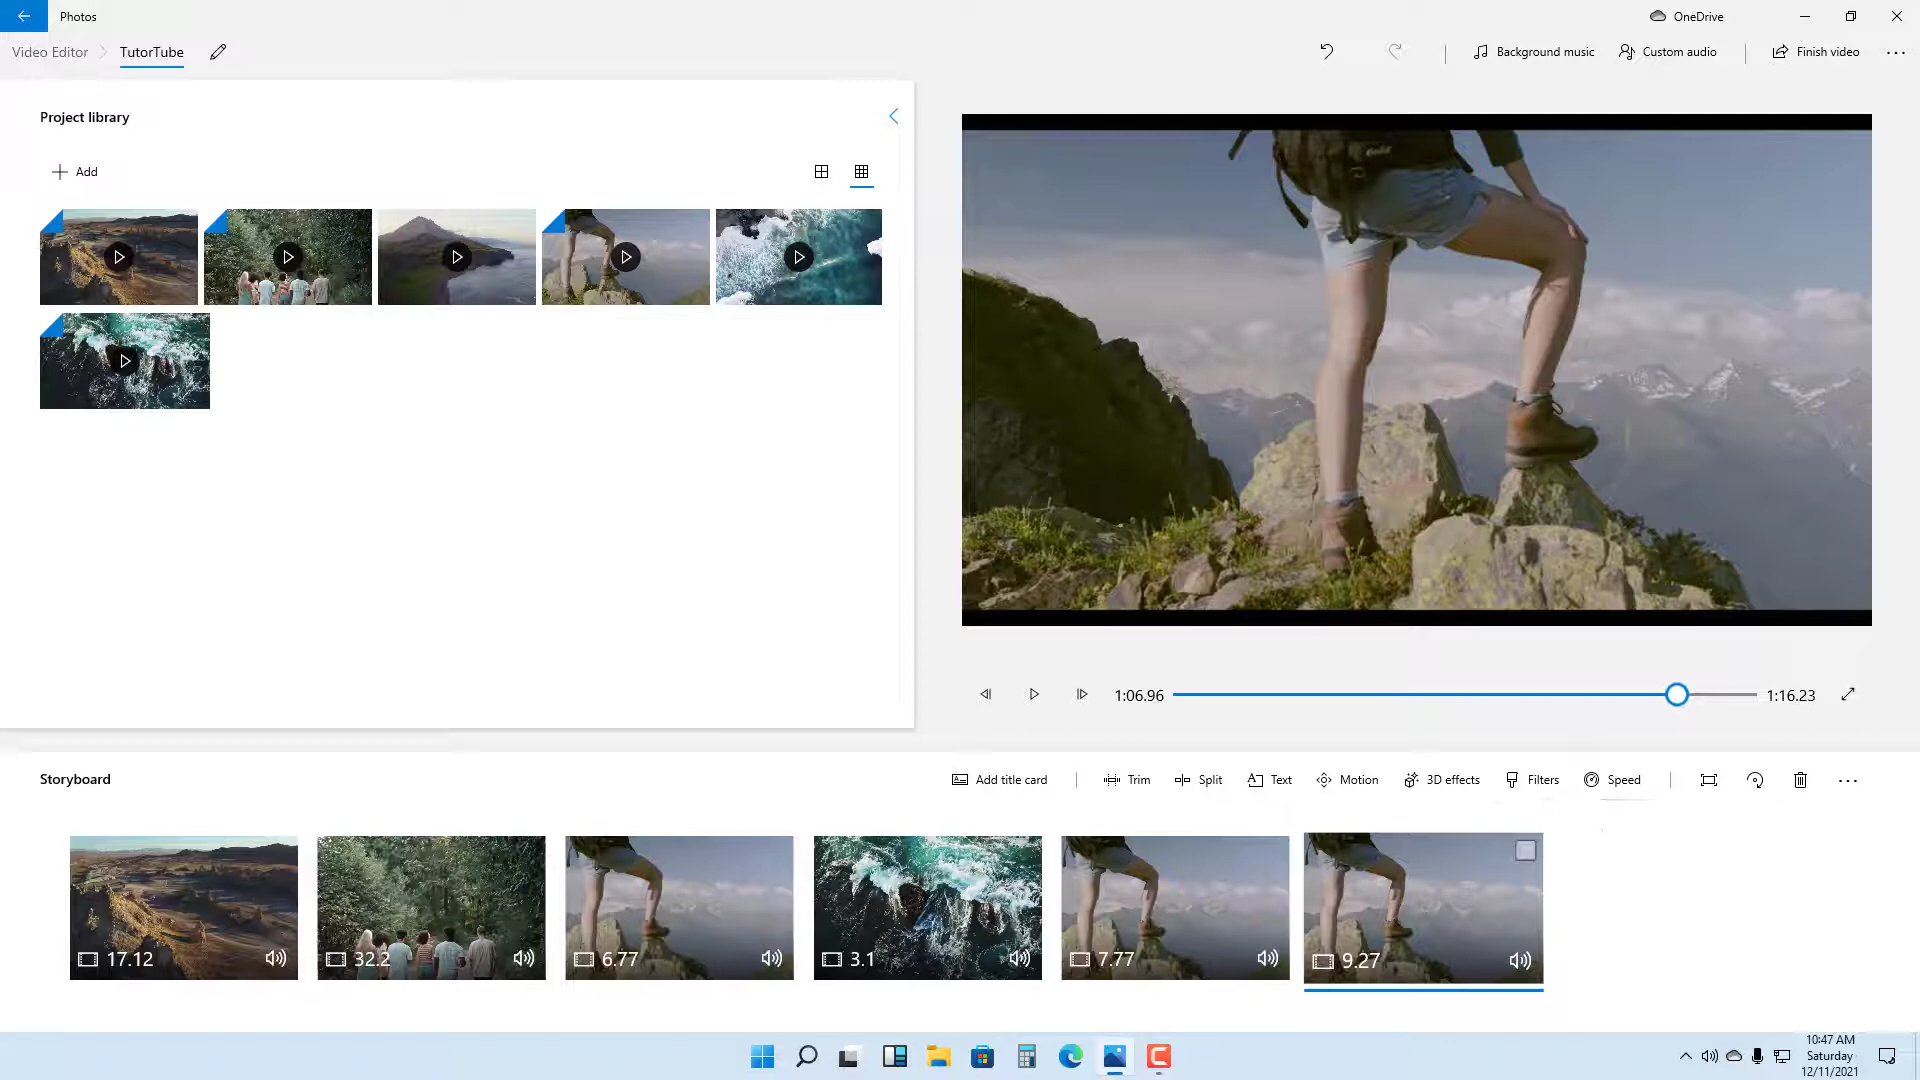 Photos
OneDrive
Video Editor
TutorTube
Background music
Custom audio
Finish video
Project library
Add
1:06.96
1:16.23
Storyboard
Add title card
Trim
Split
Text
Motion
3D effects
Filters
Speed
17.12
32.2
6.77
3.1
7.77
9.27
10:47 AM
Saturday
12/11/2021